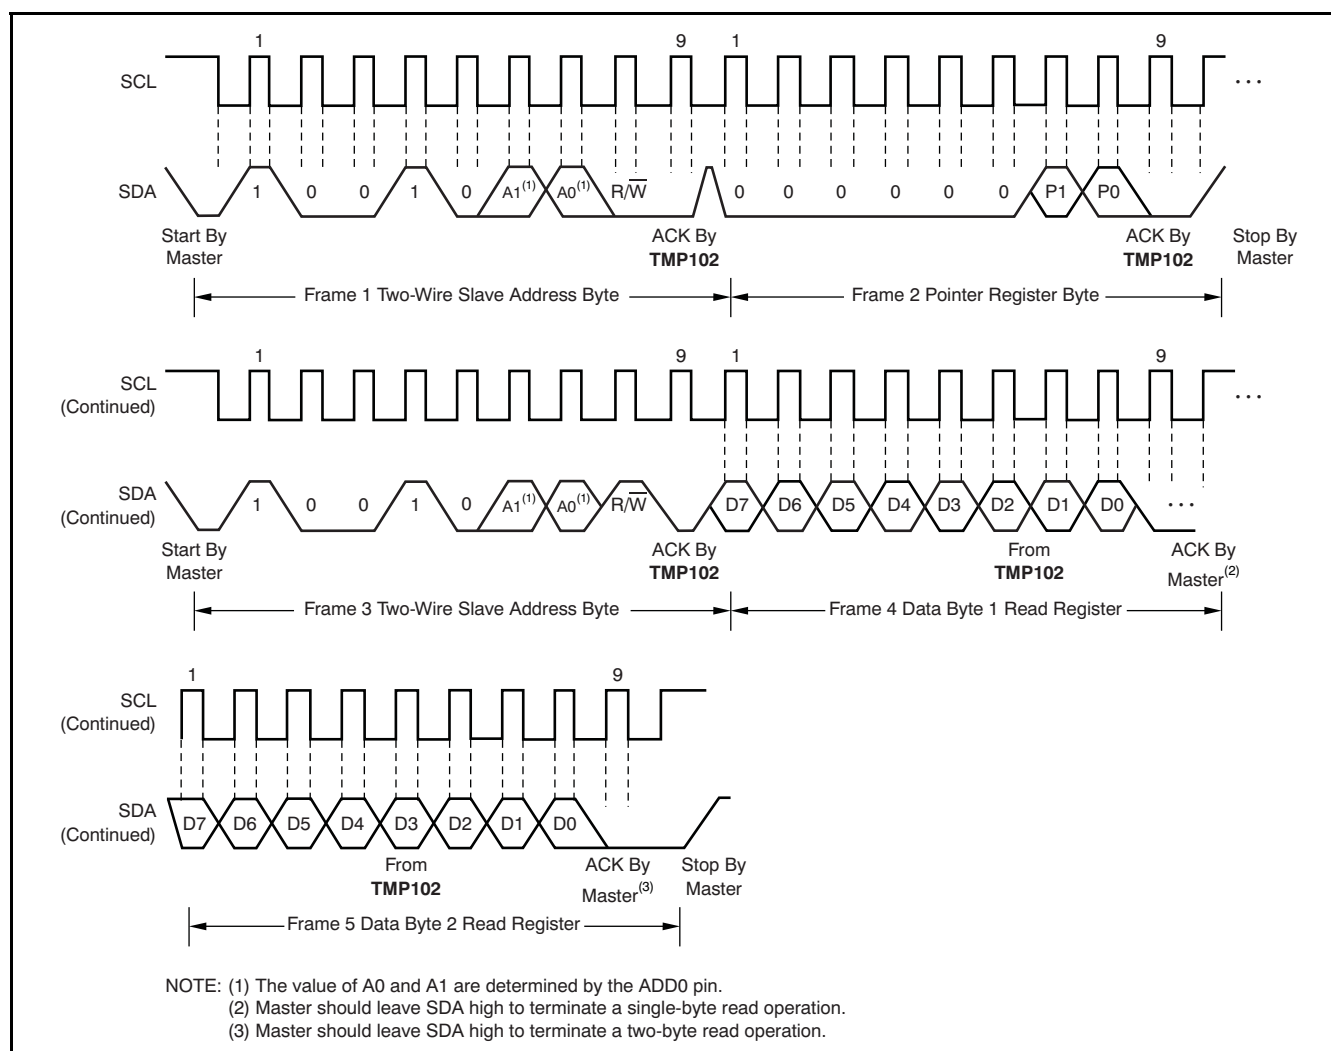 1 9 1 9
SCL ...
SDA 1 0 0 1 0 A1(1) A0(1) R/W̅ 0 0 0 0 0 0 P1 P0
Start By Master
ACK By TMP102
ACK By TMP102
Stop By Master
Frame 1 Two-Wire Slave Address Byte
Frame 2 Pointer Register Byte
1 9 1 9
SCL (Continued) ...
SDA (Continued) 1 0 0 1 0 A1(1) A0(1) R/W̅ D7 D6 D5 D4 D3 D2 D1 D0 ...
Start By Master
ACK By TMP102
From TMP102
ACK By Master(2)
Frame 3 Two-Wire Slave Address Byte
Frame 4 Data Byte 1 Read Register
1 9
SCL (Continued)
SDA (Continued) D7 D6 D5 D4 D3 D2 D1 D0
From TMP102
ACK By Master(3)
Stop By Master
Frame 5 Data Byte 2 Read Register
NOTE: (1) The value of A0 and A1 are determined by the ADD0 pin.
(2) Master should leave SDA high to terminate a single-byte read operation.
(3) Master should leave SDA high to terminate a two-byte read operation.